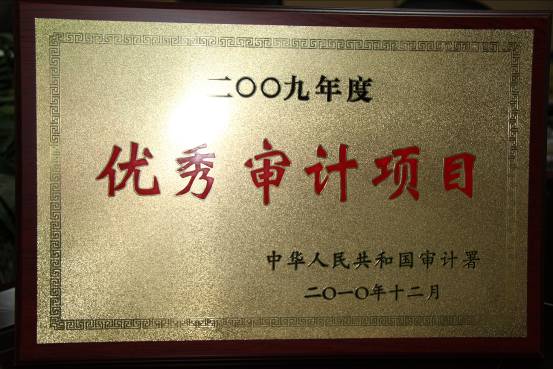 二〇〇九年度
优秀审计项目
中华人民共和国审计署
二〇一〇年十二月